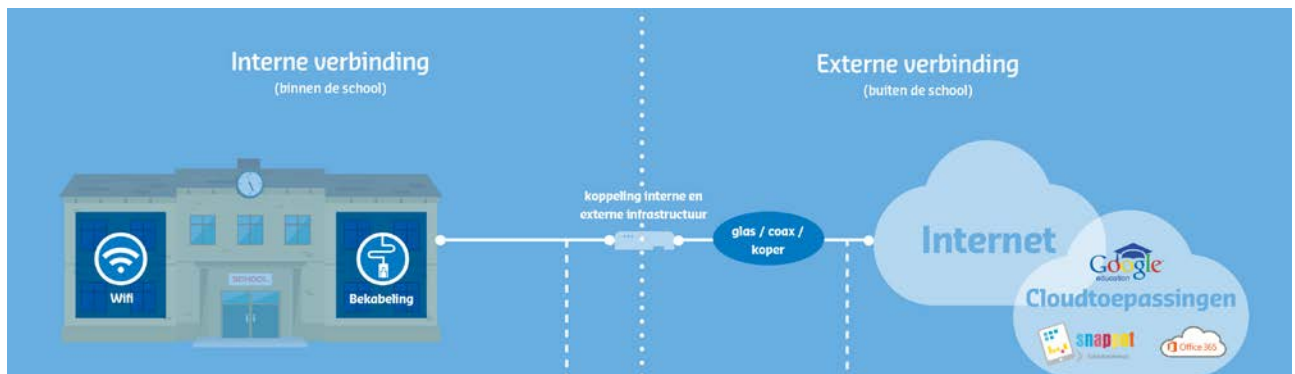 Interne verbinding
(binnen de school)
Externe verbinding
(buiten de school)
koppeling interne en
externe infrastructuur
glas / coax /
koper
Internet
Google
education
Cloudtoepassingen
Office 365
SCHOOL
Wifi
Bekabeling